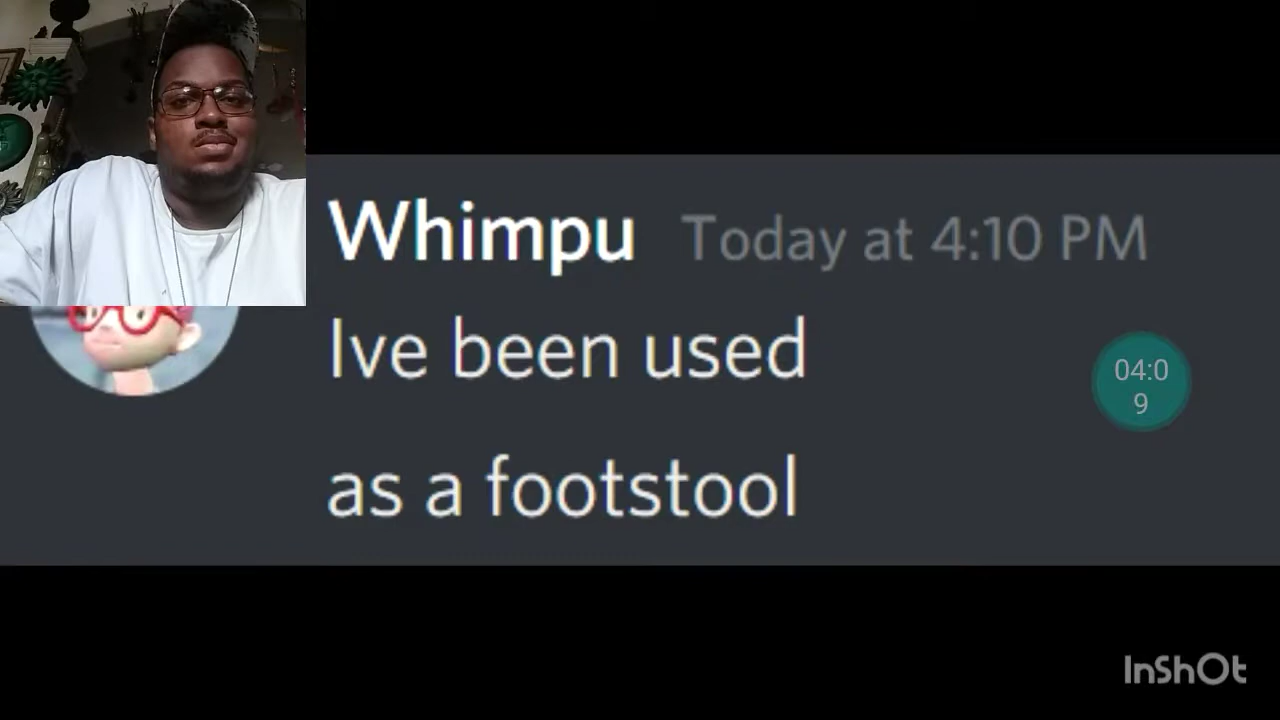 Whimpu Today at 4:10 PM
Ive been used
as a footstool
04:0
9
InShOt